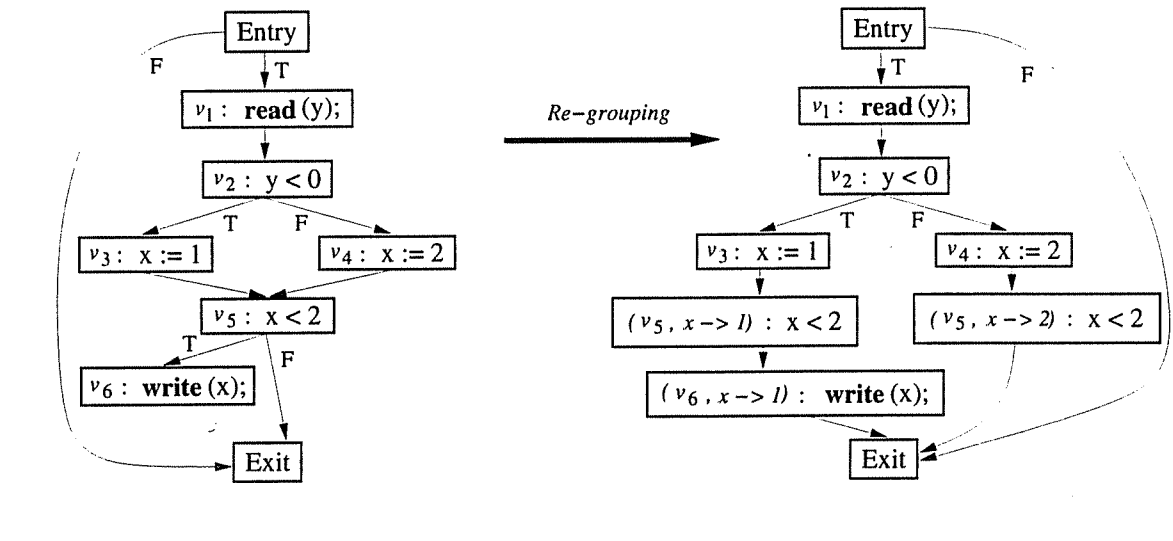 Entry
F
T
v1 : read (y);
v2 : y < 0
T
F
v3 : x := 1
v4 : x := 2
v5 : x < 2
T
F
v6 : write (x);
Exit
Re-grouping
Entry
T
F
v1 : read (y);
v2 : y < 0
T
F
v3 : x := 1
v4 : x := 2
(v5 , x -> 1) : x < 2
(v5 , x -> 2) : x < 2
(v6 , x -> 1) : write (x);
Exit